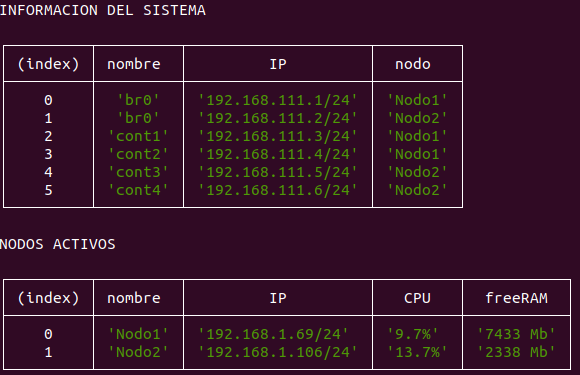 INFORMACION DEL SISTEMA
(index) nombre IP nodo
0 'br0' '192.168.111.1/24' 'Nodo1'
1 'br0' '192.168.111.2/24' 'Nodo2'
2 'cont1' '192.168.111.3/24' 'Nodo1'
3 'cont2' '192.168.111.4/24' 'Nodo1'
4 'cont3' '192.168.111.5/24' 'Nodo2'
5 'cont4' '192.168.111.6/24' 'Nodo2'
NODOS ACTIVOS
(index) nombre IP CPU freeRAM
0 'Nodo1' '192.168.1.69/24' '9.7%' '7433 Mb'
1 'Nodo2' '192.168.1.106/24' '13.7%' '2338 Mb'